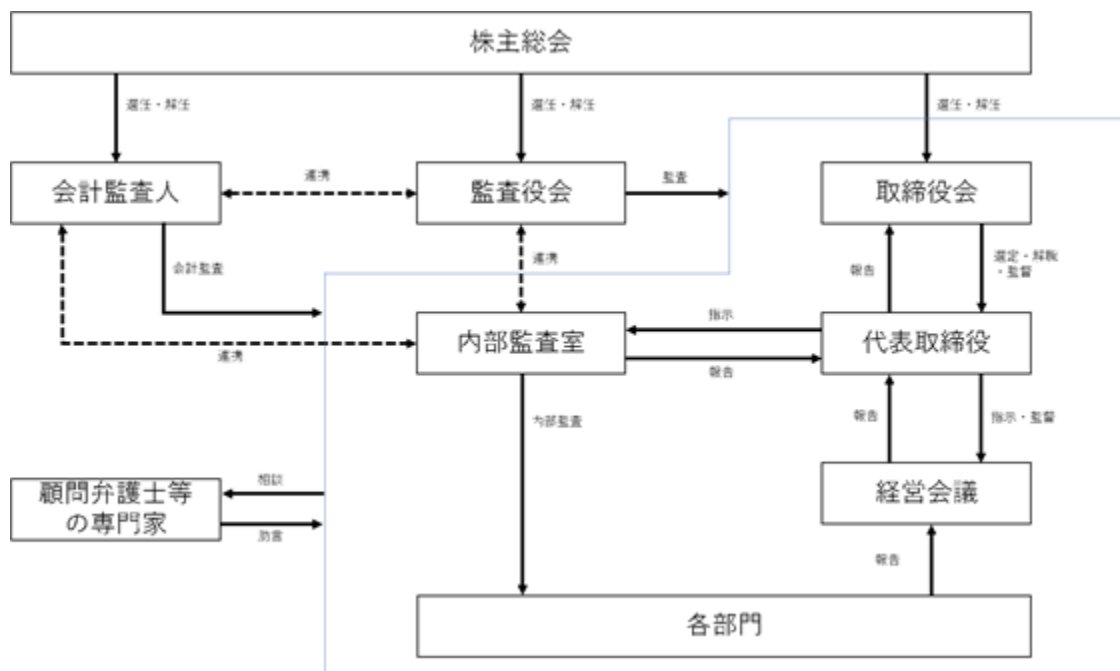 株主総会
選任・解任
選任・解任
選任・解任
会計監査人
連携
監査役会
監査
取締役会
会計監査
連携
報告
選定・解職
・監督
連携
内部監査室
指示
報告
代表取締役
内部監査
報告
指示・監督
顧問弁護士等
の専門家
相談
助言
経営会議
報告
各部門